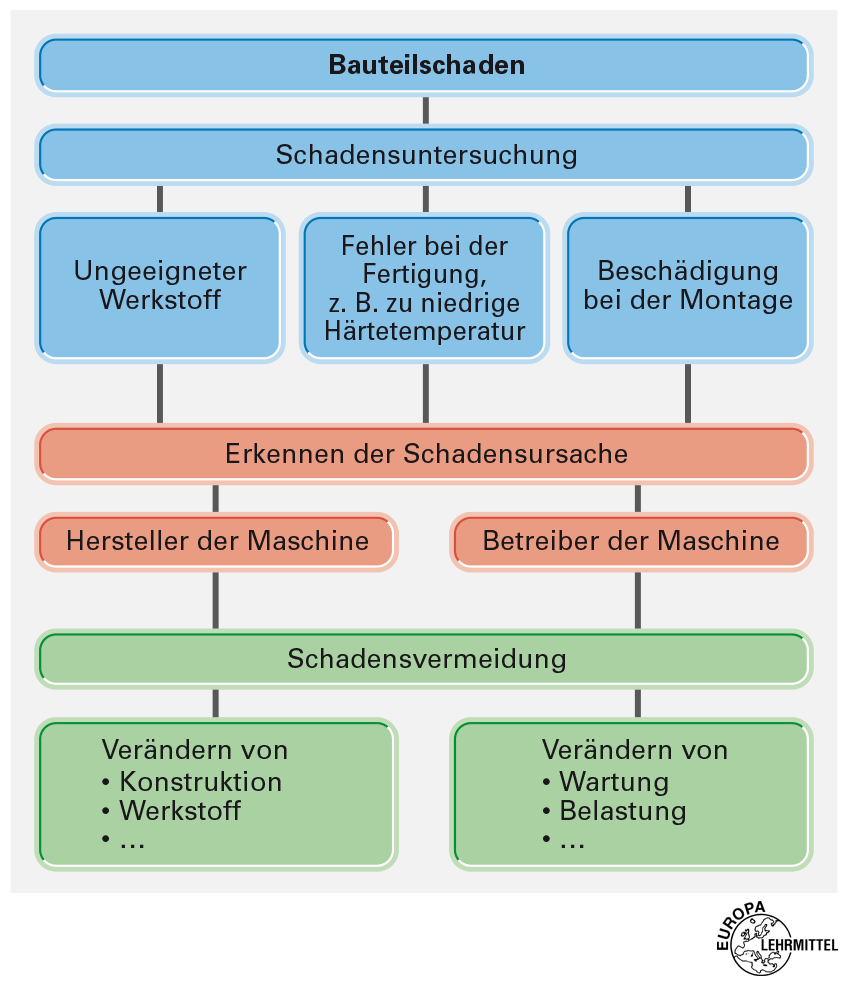 Bauteilschaden
Schadensuntersuchung
Ungeeigneter
Werkstoff
Fehler bei der
Fertigung,
z. B. zu niedrige
Härtetemperatur
Beschädigung
bei der Montage
Erkennen der Schadensursache
Hersteller der Maschine
Betreiber der Maschine
Schadensvermeidung
Verändern von
• Konstruktion
• Werkstoff
• ...
Verändern von
• Wartung
• Belastung
• ...
EUROPA
LEHRMITTEL